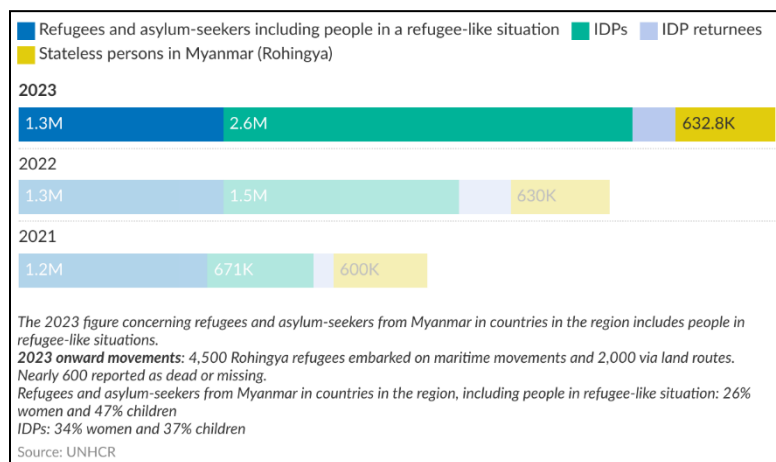 Refugees and asylum-seekers including people in a refugee-like situation IDPs IDP returnees
Stateless persons in Myanmar (Rohingya)
2023
1.3M 2.6M 632.8K
2022
1.3M 1.5M 630K
2021
1.2M 671K 600K
The 2023 figure concerning refugees and asylum-seekers from Myanmar in countries in the region includes people in
refugee-like situations.
2023 onward movements: 4,500 Rohingya refugees embarked on maritime movements and 2,000 via land routes.
Nearly 600 reported as dead or missing.
Refugees and asylum-seekers from Myanmar in countries in the region, including people in refugee-like situation: 26%
women and 47% children
IDPs: 34% women and 37% children
Source: UNHCR